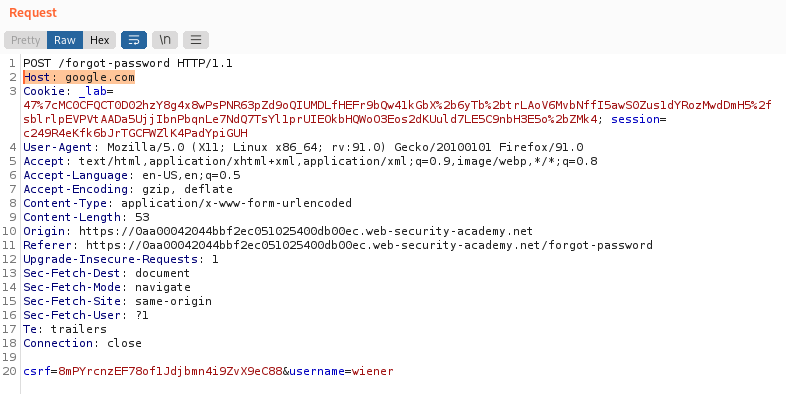 Request
Pretty Raw Hex \n
1 POST /forgot-password HTTP/1.1
2 Host: google.com
3 Cookie: _lab=
47%7cMC0CFQCT0D02hzY8g4x8wPsPNR63pZd9oQIUMDLfHEFr9bQw41kGbX%2b6yTb%2btrLAoV6MvbNffI5awS0Zus1dYRozMwdDmH5%2f
sblrlpEVPVtAADa5UjjIbnPbqnLe7NdQ7TsYl1prUIEOkbHQWoO3Eos2dKUuld7LE5C9nbH3E5o%2bZMk4; session=
c249R4eKfk6bJrTGCFWZlK4PadYpiGUH
4 User-Agent: Mozilla/5.0 (X11; Linux x86_64; rv:91.0) Gecko/20100101 Firefox/91.0
5 Accept: text/html,application/xhtml+xml,application/xml;q=0.9,image/webp,*/*;q=0.8
6 Accept-Language: en-US,en;q=0.5
7 Accept-Encoding: gzip, deflate
8 Content-Type: application/x-www-form-urlencoded
9 Content-Length: 53
10 Origin: https://0aa00042044bbf2ec051025400db00ec.web-security-academy.net
11 Referer: https://0aa00042044bbf2ec051025400db00ec.web-security-academy.net/forgot-password
12 Upgrade-Insecure-Requests: 1
13 Sec-Fetch-Dest: document
14 Sec-Fetch-Mode: navigate
15 Sec-Fetch-Site: same-origin
16 Sec-Fetch-User: ?1
17 Te: trailers
18 Connection: close
19
20 csrf=8mPYrcnzEF78of1Jdjbmn4i9ZvX9eC88&username=wiener